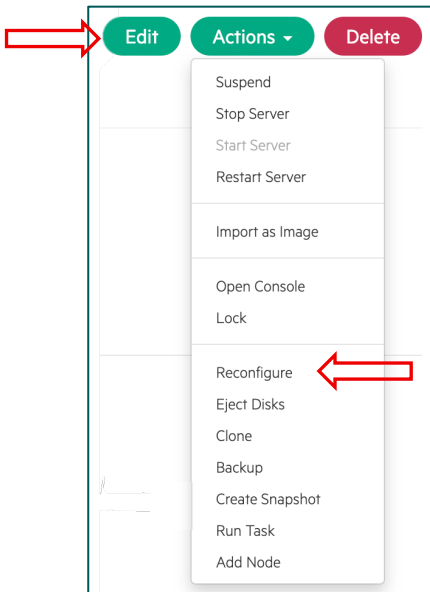 Edit Actions Delete
Suspend
Stop Server
Start Server
Restart Server
Import as Image
Open Console
Lock
Reconfigure
Eject Disks
Clone
Backup
Create Snapshot
Run Task
Add Node